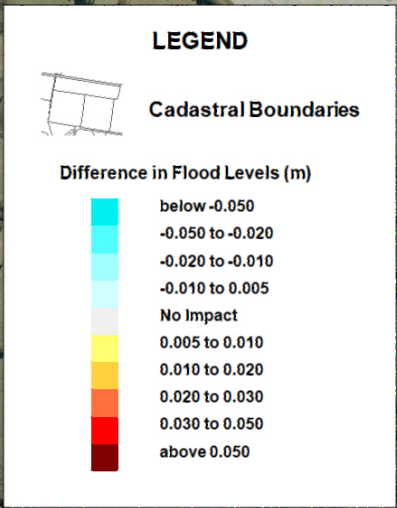 LEGEND
Cadastral Boundaries
Difference in Flood Levels (m)
below -0.050
-0.050 to -0.020
-0.020 to -0.010
-0.010 to 0.005
No Impact
0.005 to 0.010
0.010 to 0.020
0.020 to 0.030
0.030 to 0.050
above 0.050